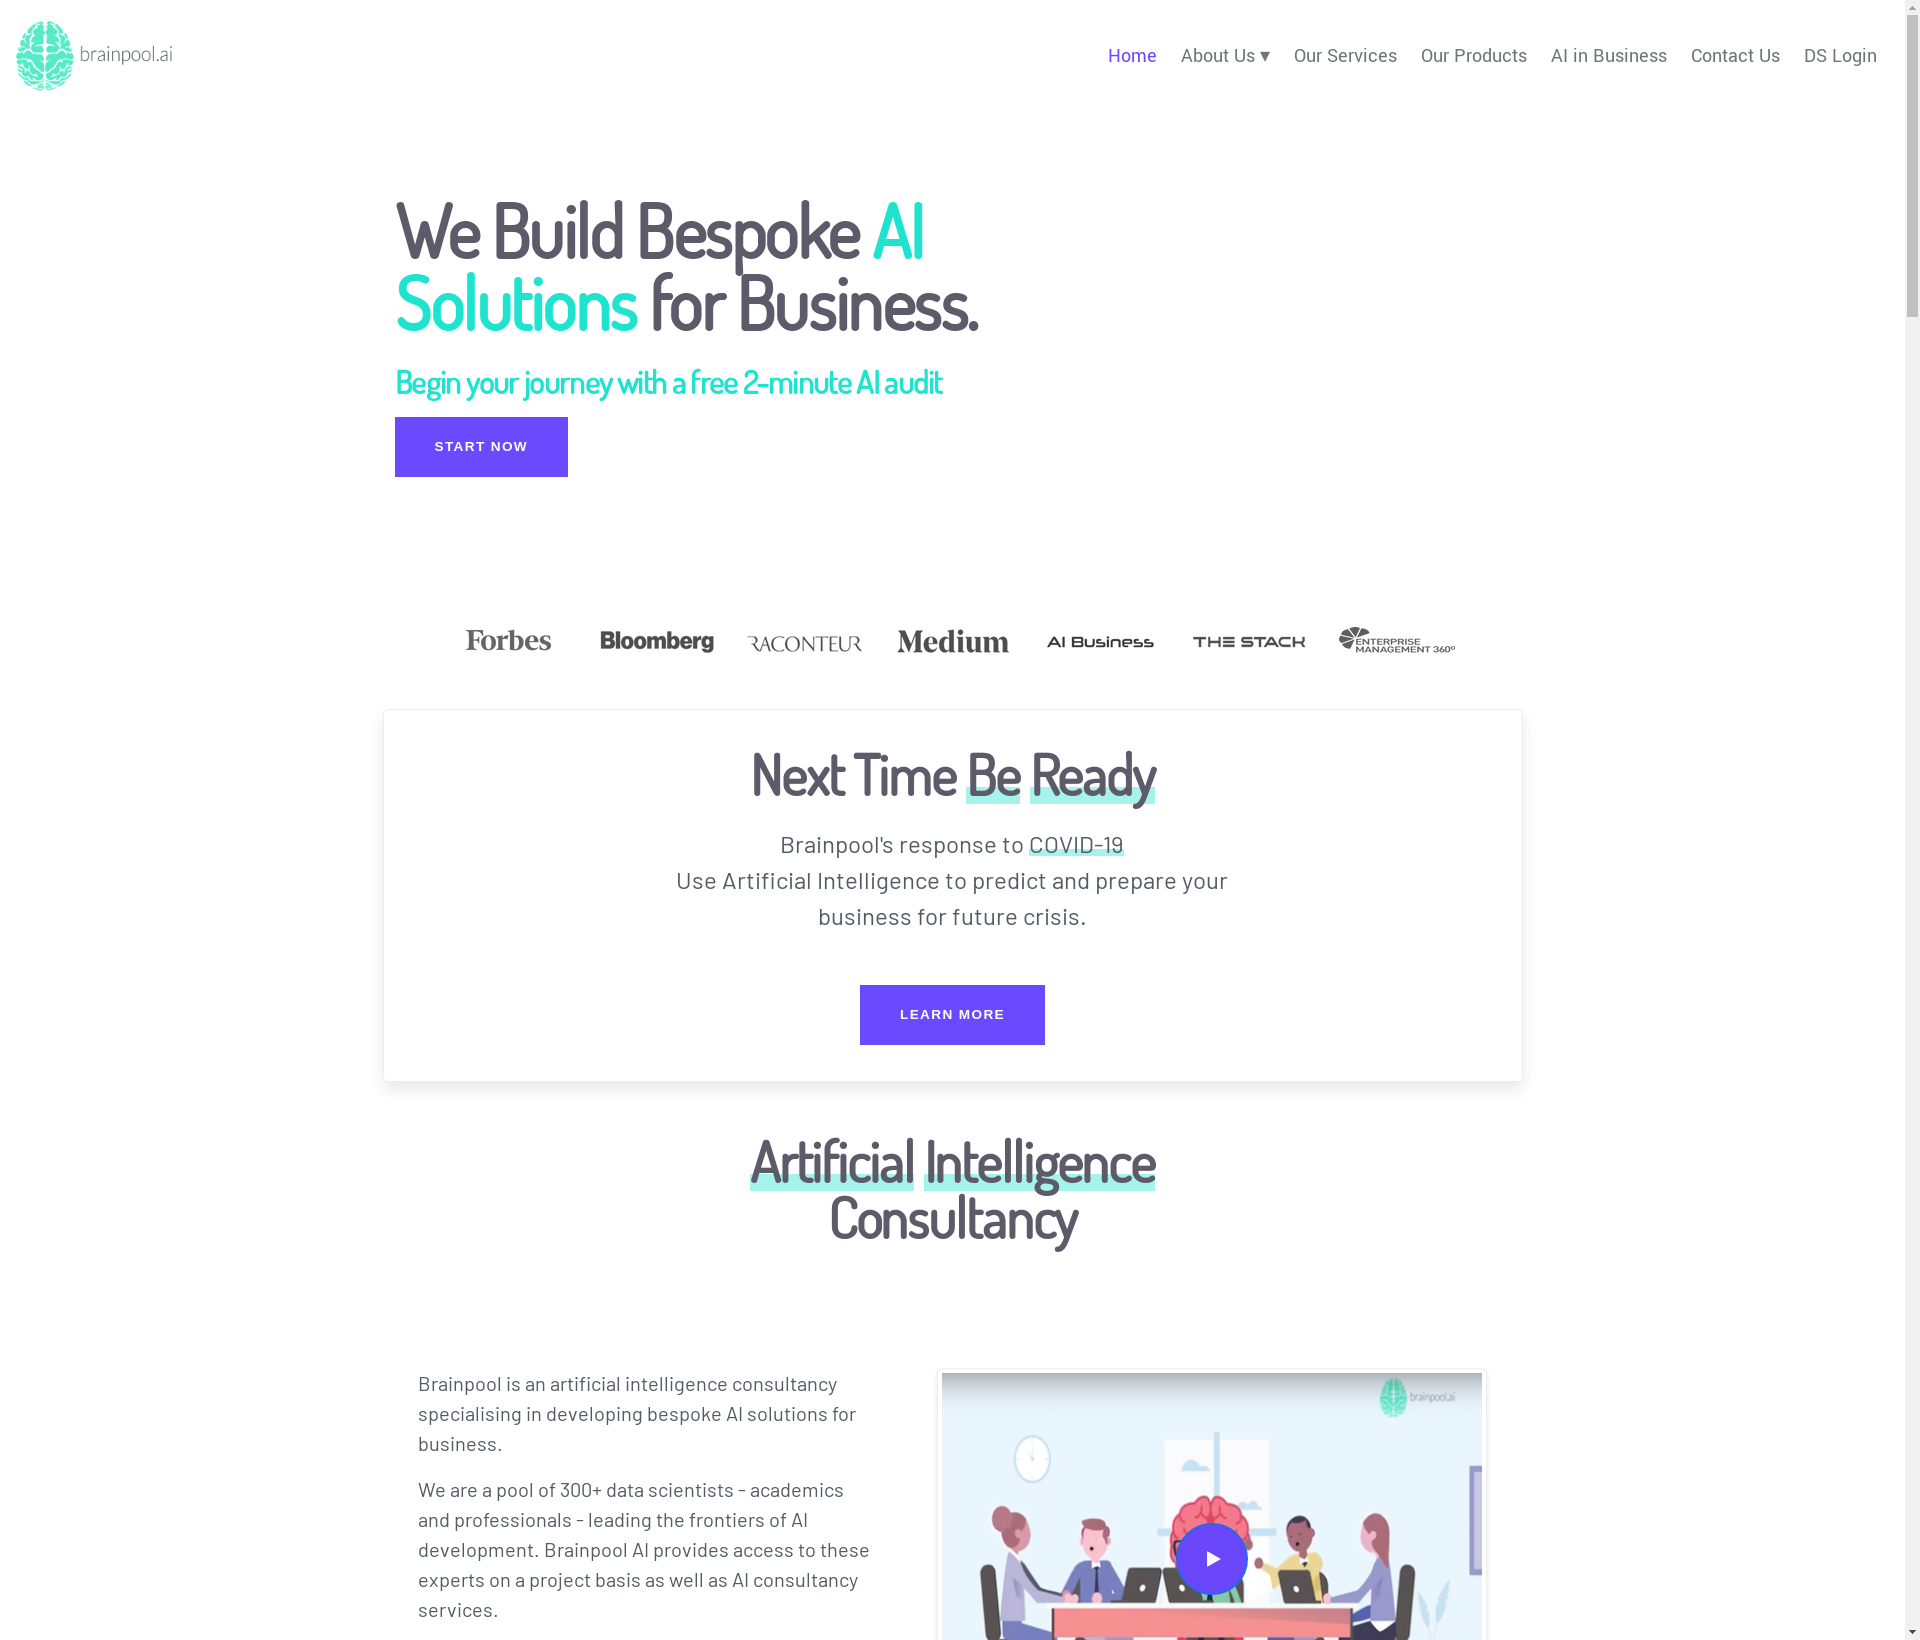 brainpool.ai
Home About Us ▾ Our Services Our Products AI in Business Contact Us DS Login
We Build Bespoke AI
Solutions for Business.
Begin your journey with a free 2-minute AI audit
START NOW
Forbes Bloomberg RACONTEUR Medium AI Business THE STACK ENTERPRISE
MANAGEMENT 360º
Next Time Be Ready
Brainpool's response to COVID-19
Use Artificial Intelligence to predict and prepare your
business for future crisis.
LEARN MORE
Artificial Intelligence
Consultancy
Brainpool is an artificial intelligence consultancy
specialising in developing bespoke AI solutions for
business.
We are a pool of 300+ data scientists - academics
and professionals - leading the frontiers of AI
development. Brainpool AI provides access to these
experts on a project basis as well as AI consultancy
services.
brainpool.ai